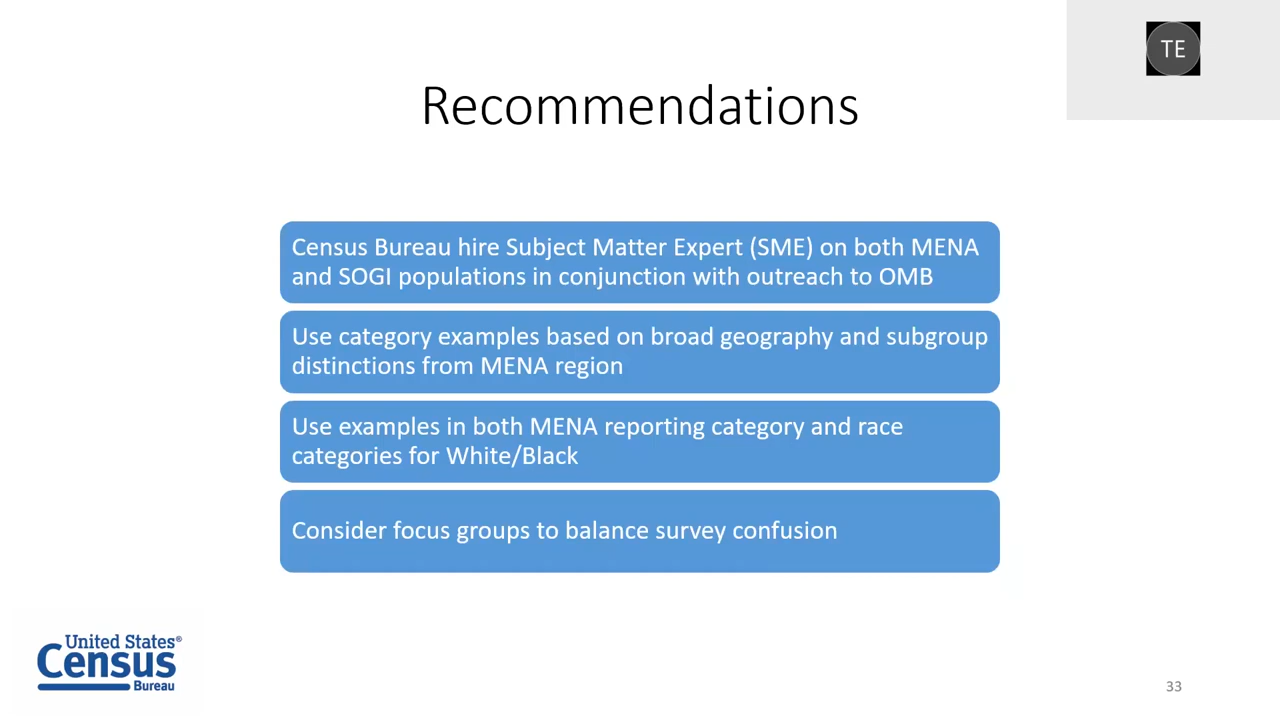 TE
Recommendations
Census Bureau hire Subject Matter Expert (SME) on both MENA
and SOGI populations in conjunction with outreach to OMB
Use category examples based on broad geography and subgroup
distinctions from MENA region
Use examples in both MENA reporting category and race
categories for White/Black
Consider focus groups to balance survey confusion
United States®
Census
Bureau
33